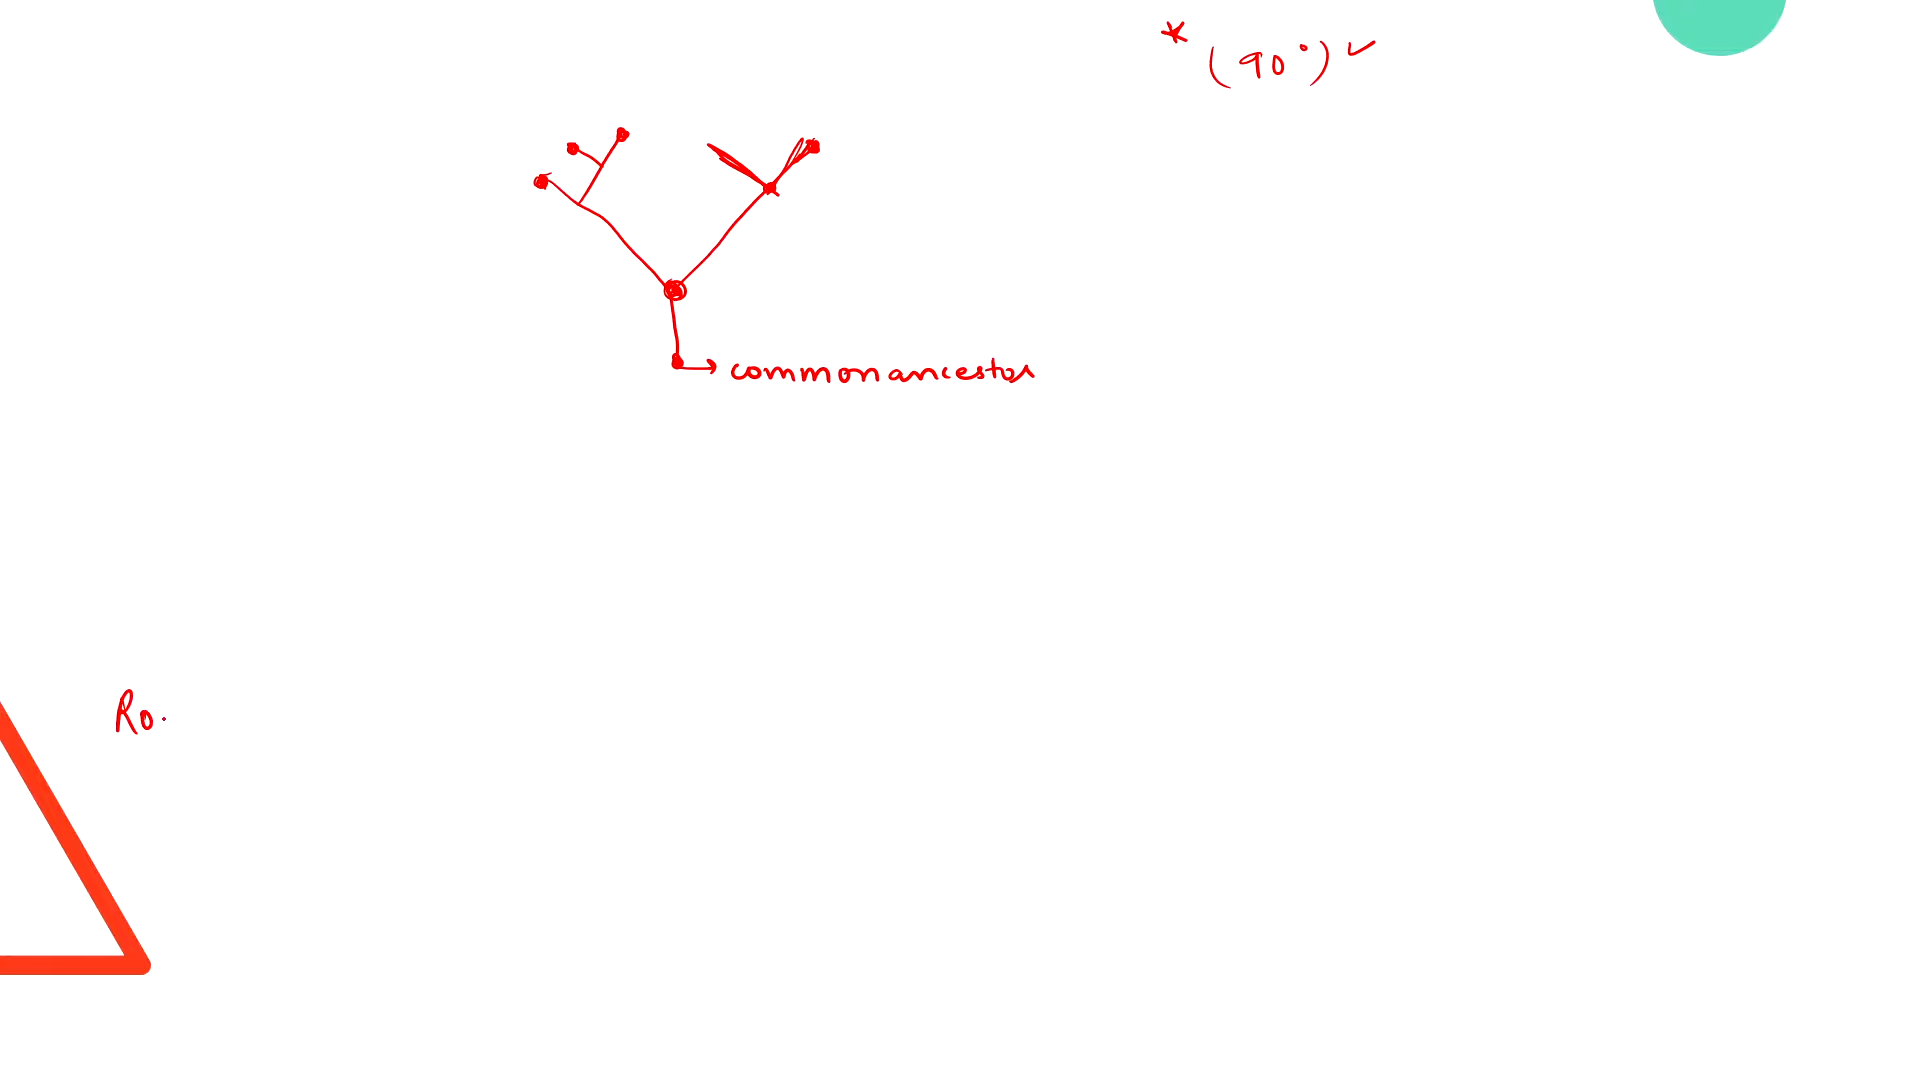 * (90°) ✓
→ common ancestor
Ro.